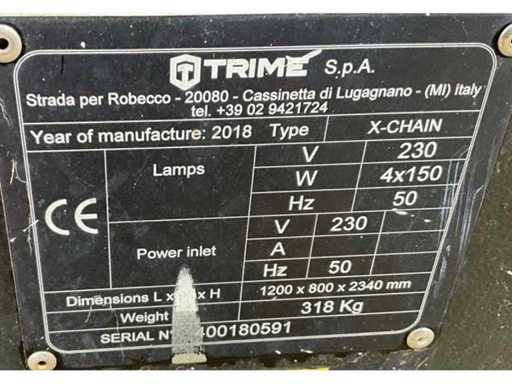 TRIME S.p.A.
Strada per Robecco - 20080 - Cassinetta di Lugagnano - (MI) Italy
tel. +39 02 9421724
Year of manufacture: 2018 Type X-CHAIN
CE
Lamps
V 230
W 4x150
Hz 50
Power inlet
V 230
A
Hz 50
Dimensions L x H 1200 x 800 x 2340 mm
Weight 318 Kg
SERIAL N° 400180591